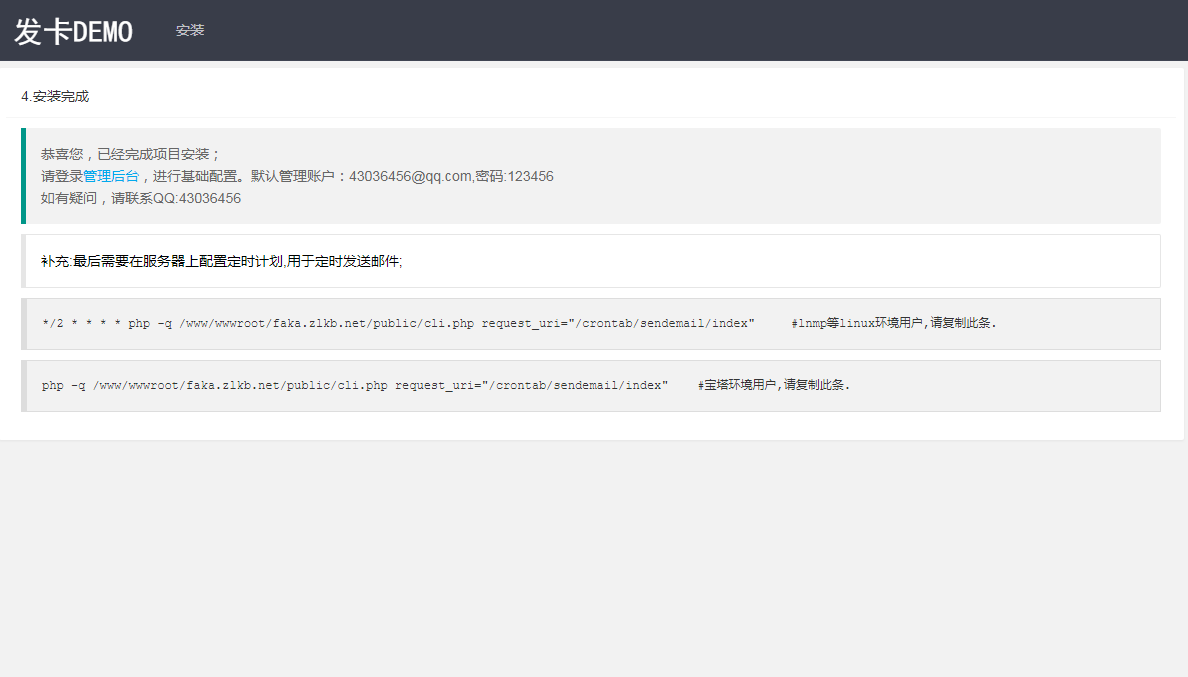 发卡DEMO
安装
4.安装完成
恭喜您，已经完成项目安装；
请登录管理后台，进行基础配置。默认管理账户：43036456@qq.com,密码:123456
如有疑问，请联系QQ:43036456
补充:最后需要在服务器上配置定时计划,用于定时发送邮件;
*/2 * * * * php -q /www/wwwroot/faka.zlkb.net/public/cli.php request_uri="/crontab/sendemail/index" #lnmp等linux环境用户,请复制此条.
php -q /www/wwwroot/faka.zlkb.net/public/cli.php request_uri="/crontab/sendemail/index" #宝塔环境用户,请复制此条.